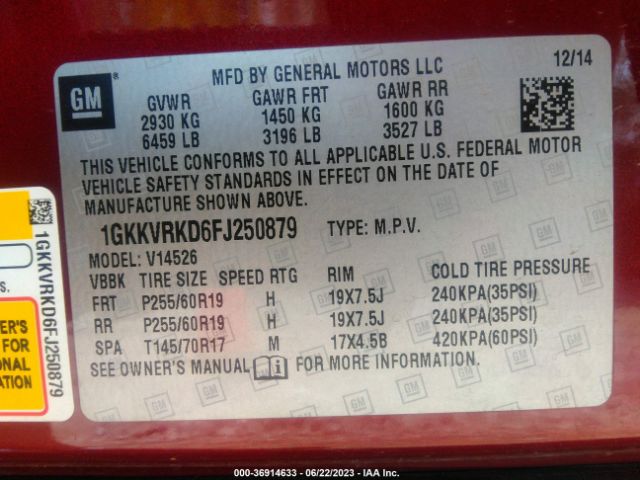 GM
MFD BY GENERAL MOTORS LLC
12/14
GVWR GAWR FRT GAWR RR
2930 KG 1450 KG 1600 KG
6459 LB 3196 LB 3527 LB
THIS VEHICLE CONFORMS TO ALL APPLICABLE U.S. FEDERAL MOTOR
VEHICLE SAFETY STANDARDS IN EFFECT ON THE DATE OF
MANUFACTURE SHOWN ABOVE.
1GKKVRKD6FJ250879 TYPE: M.P.V.
MODEL: V14526
VBBK TIRE SIZE SPEED RTG RIM COLD TIRE PRESSURE
FRT P255/60R19 H 19X7.5J 240KPA(35PSI)
RR P255/60R19 H 19X7.5J 240KPA(35PSI)
SPA T145/70R17 M 17X4.5B 420KPA(60PSI)
SEE OWNER'S MANUAL FOR MORE INFORMATION.
1GKKVRKD6FJ250879
s.
ER'S
FOR
ONAL
ATION
000-36914633 - 06/22/2023 - IAA Inc.